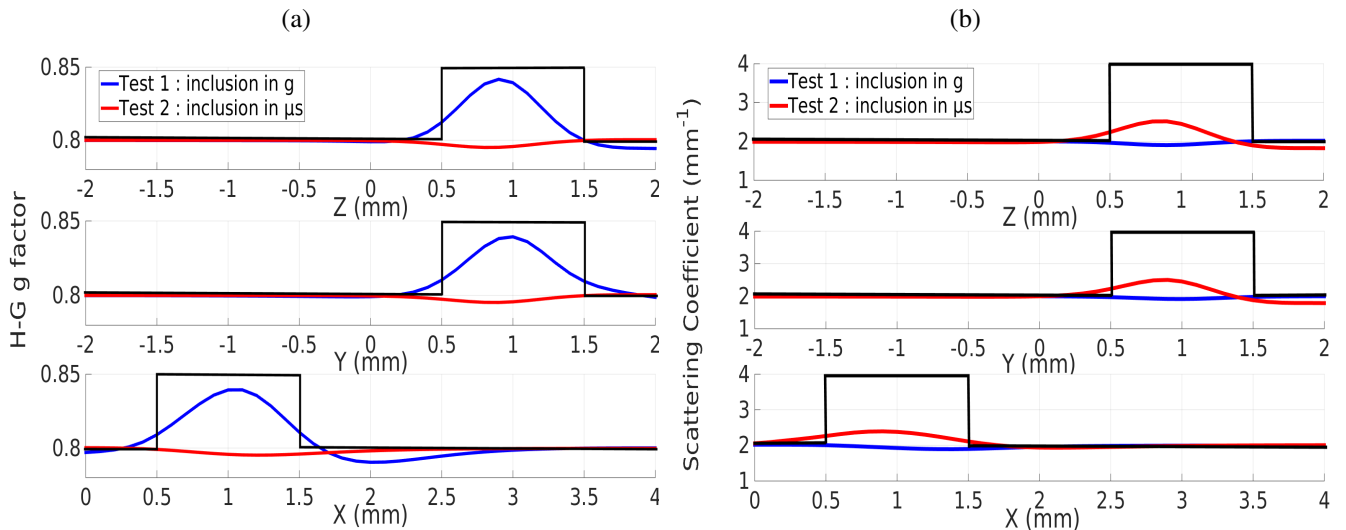 (a)
(b)
H-G g factor
0.85
0.8
Test 1 : inclusion in g
Test 2 : inclusion in μs
-2 -1.5 -1 -0.5 0 0.5 1 1.5 2
Z (mm)
0.85
0.8
-2 -1.5 -1 -0.5 0 0.5 1 1.5 2
Y (mm)
0.85
0.8
0 0.5 1 1.5 2 2.5 3 3.5 4
X (mm)
Scattering Coefficient (mm⁻¹)
4
3
2
1
Test 1 : inclusion in g
Test 2 : inclusion in μs
-2 -1.5 -1 -0.5 0 0.5 1 1.5 2
Z (mm)
4
3
2
1
-2 -1.5 -1 -0.5 0 0.5 1 1.5 2
Y (mm)
4
3
2
1
0 0.5 1 1.5 2 2.5 3 3.5 4
X (mm)